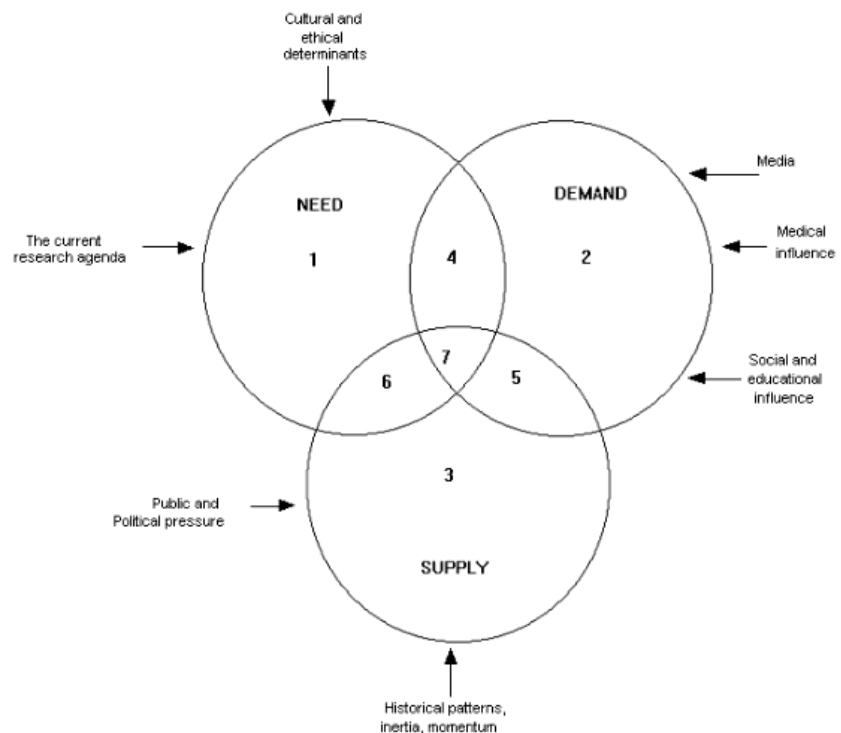 Cultural and
ethical
determinants
Media
NEED
DEMAND
The current
research agenda
1
4
2
Medical
influence
7
6
5
Social and
educational
influence
3
Public and
Political pressure
SUPPLY
Historical patterns,
inertia, momentum